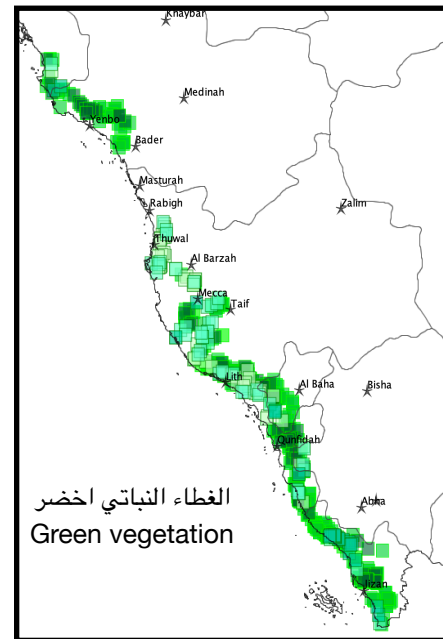 Khaybar
Medinah
Yenbo
Bader
Masturah
Rabigh
Zalim
Thuwal
Al Barzah
Mecca
Taif
Lith
Al Baha
Bisha
Qunfidah
Abha
الغطاء النباتي اخضر
Green vegetation
Jizan